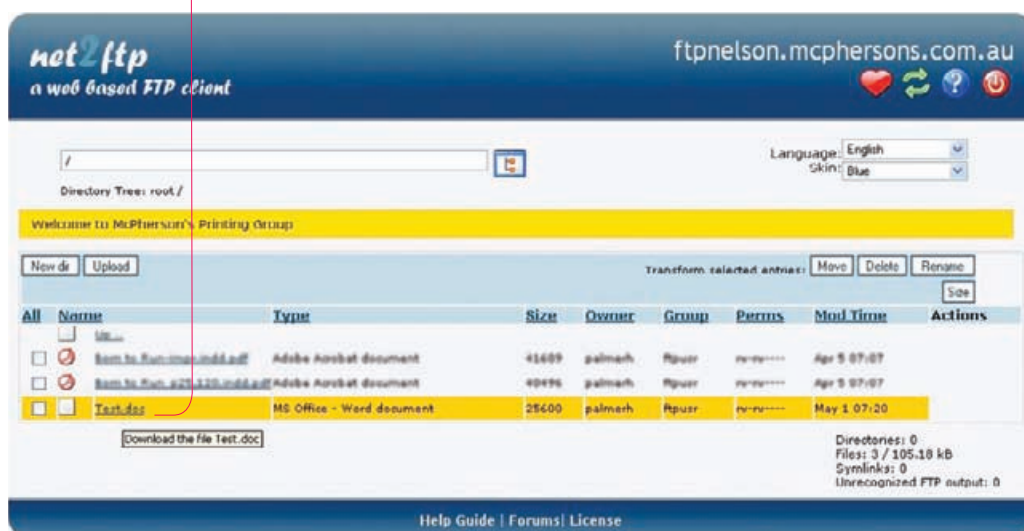 net2ftp
ftpnelson.mcphersons.com.au
a web based FTP client
/
Language: English
Skin: Blue
Directory Tree: root /
Welcome to McPherson's Printing Group
New dir Upload
Transform selected entries: Move Delete Rename
Size
All Name Type Size Owner Group Perms Mod Time Actions
Up ..
Adobe Acrobat document 41689 palmerh ftpusr rw-rw---- Apr 5 07:07
Adobe Acrobat document 40496 palmerh ftpusr rw-rw---- Apr 5 07:07
Test.doc MS Office - Word document 25600 palmerh ftpusr rw-rw---- May 1 07:20
Download the file Test.doc
Directories: 0
Files: 3 / 105.18 kB
Symlinks: 0
Unrecognized FTP output: 0
Help Guide | Forums| License